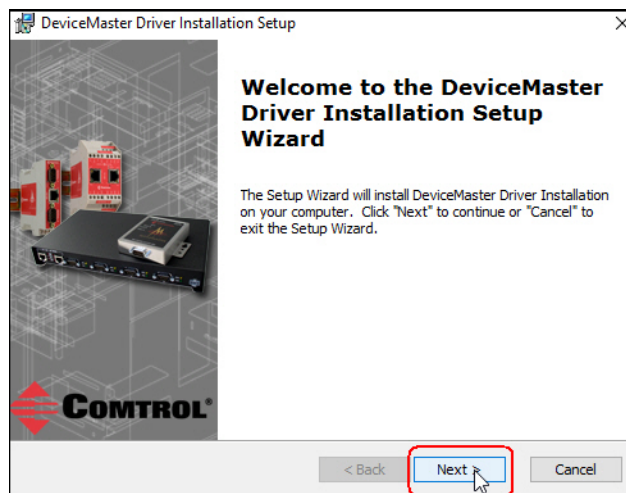 DeviceMaster Driver Installation Setup
Welcome to the DeviceMaster
Driver Installation Setup
Wizard
The Setup Wizard will install DeviceMaster Driver Installation
on your computer. Click "Next" to continue or "Cancel" to
exit the Setup Wizard.
COMTROL®
< Back
Next >
Cancel